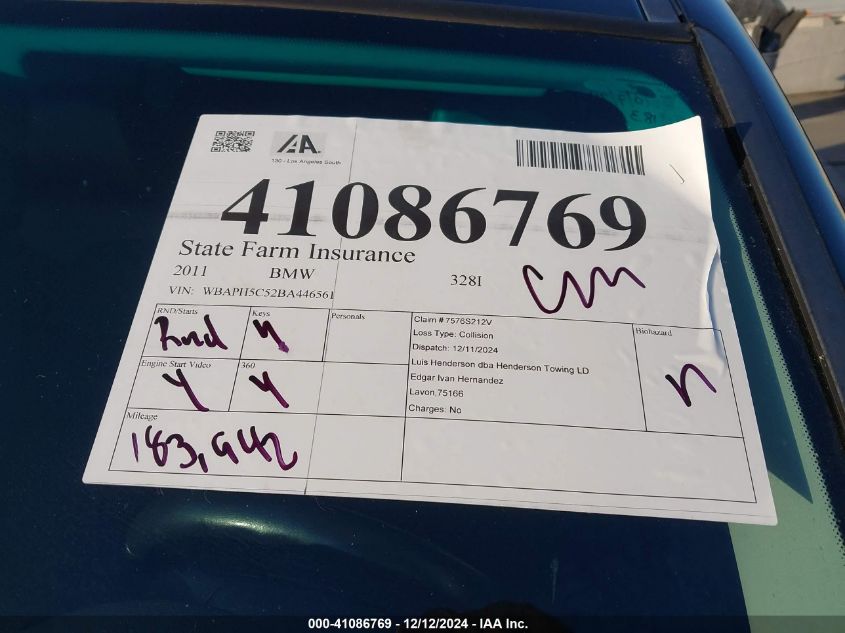 IAA.
130 - Los Angeles South
41086769
State Farm Insurance
2011 BMW 328I
VIN: WBAPH5C52BA446561
RND/Starts
Rnd
Keys
y
Personals
Engine Start Video
y
360
y
Mileage
183,942
Claim # 7576S212V
Loss Type: Collision
Dispatch: 12/11/2024
Luis Henderson dba Henderson Towing LD
Edgar Ivan Hernandez
Lavon,75166
Charges: No
Biohazard
n
000-41086769 - 12/12/2024 - IAA Inc.